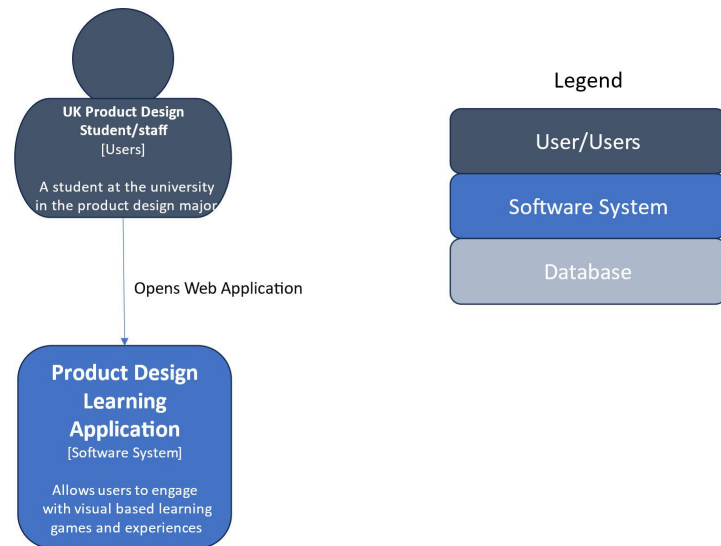 UK Product Design
Student/staff
[Users]
A student at the university
in the product design major
Opens Web Application
Product Design
Learning
Application
[Software System]
Allows users to engage
with visual based learning
games and experiences
Legend
User/Users
Software System
Database